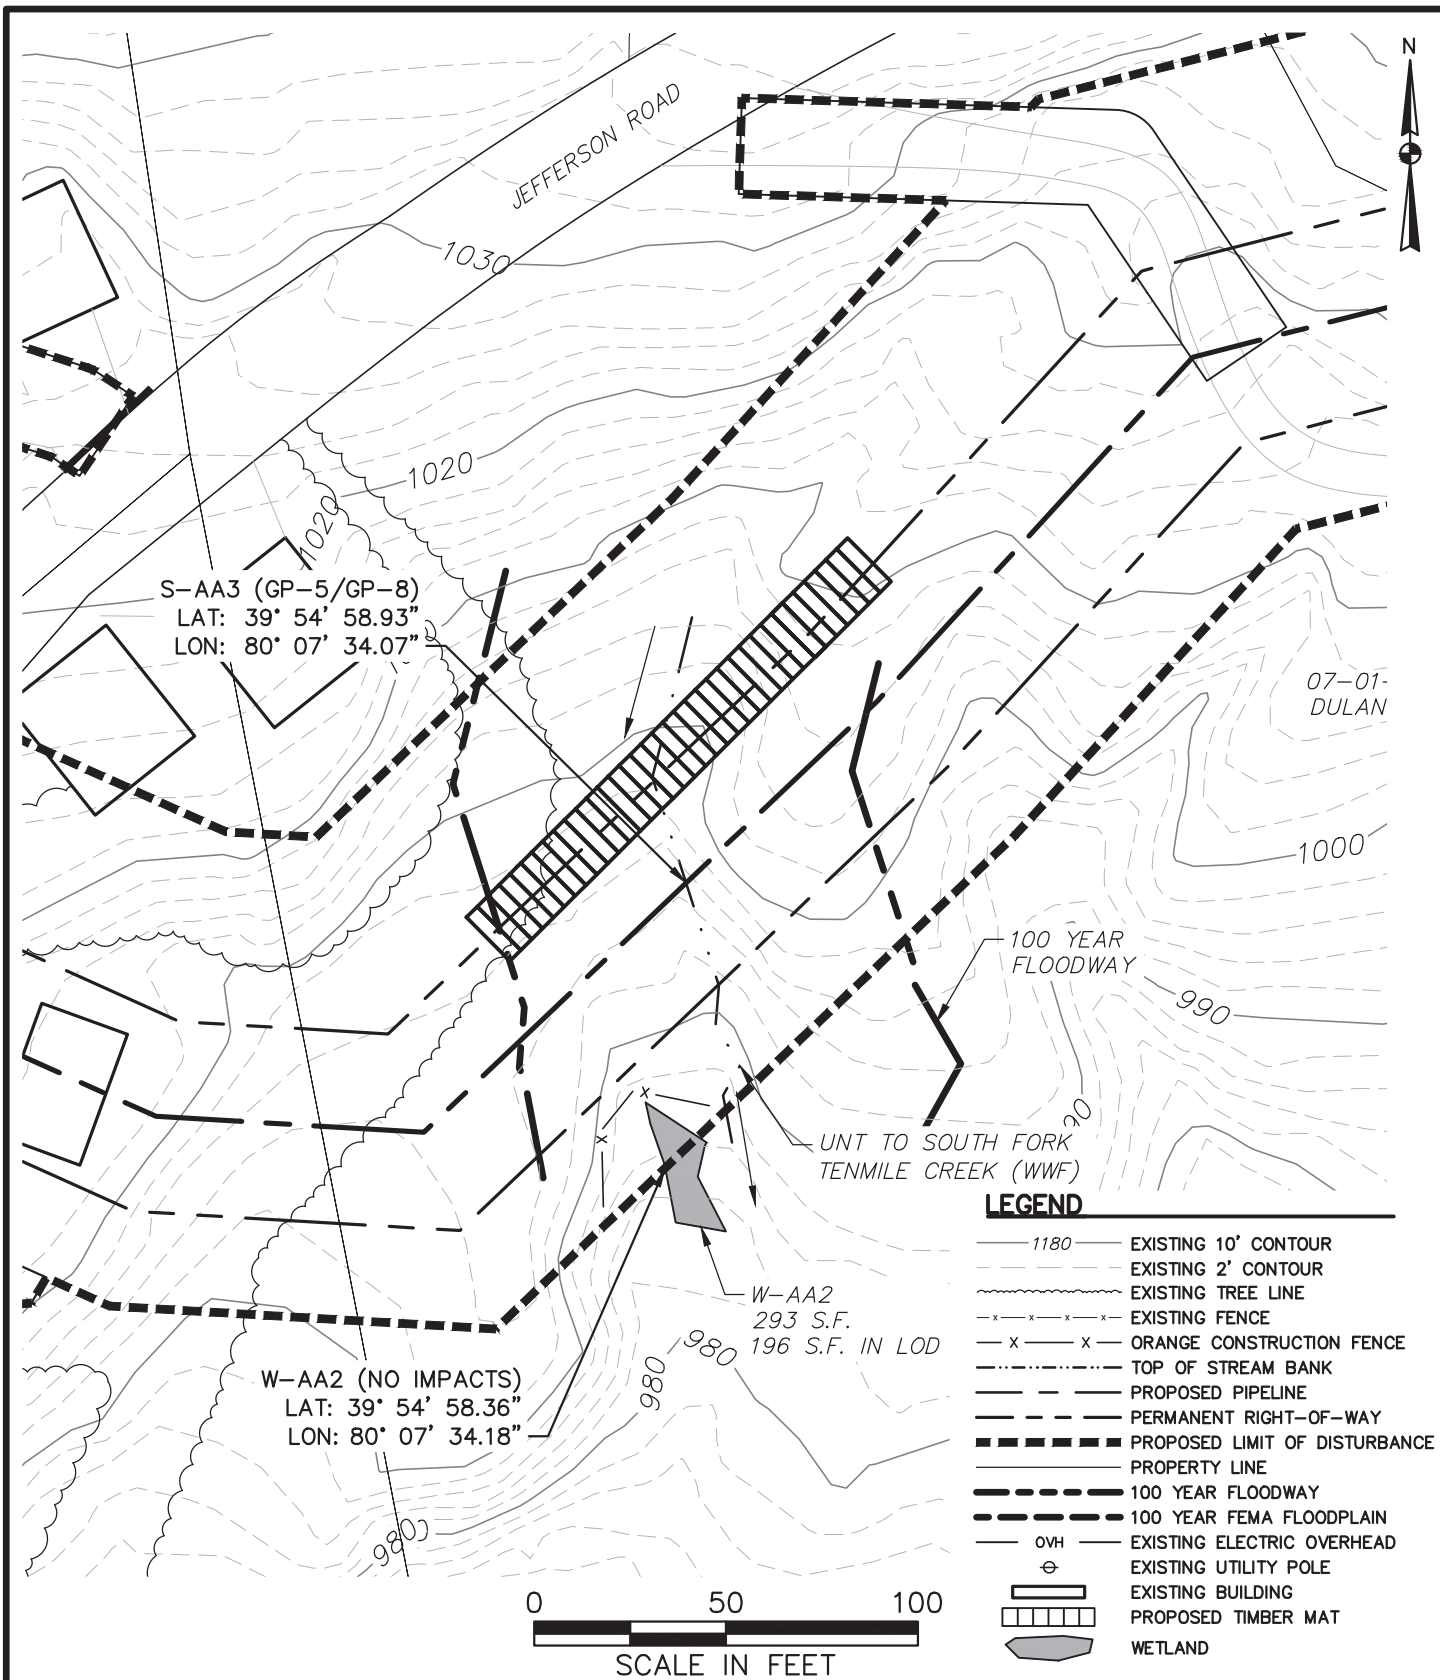 N
JEFFERSON ROAD
1030
1020
1020
S-AA3 (GP-5/GP-8)
LAT: 39° 54' 58.93"
LON: 80° 07' 34.07"
07-01-
DULAN
1000
100 YEAR
FLOODWAY
990
UNT TO SOUTH FORK
TENMILE CREEK (WWF)
X
X
W-AA2
293 S.F.
196 S.F. IN LOD
980
980
980
W-AA2 (NO IMPACTS)
LAT: 39° 54' 58.36"
LON: 80° 07' 34.18"
LEGEND
1180 EXISTING 10' CONTOUR
EXISTING 2' CONTOUR
EXISTING TREE LINE
x x x x EXISTING FENCE
X X ORANGE CONSTRUCTION FENCE
TOP OF STREAM BANK
PROPOSED PIPELINE
PERMANENT RIGHT-OF-WAY
PROPOSED LIMIT OF DISTURBANCE
PROPERTY LINE
100 YEAR FLOODWAY
100 YEAR FEMA FLOODPLAIN
OVH EXISTING ELECTRIC OVERHEAD
EXISTING UTILITY POLE
EXISTING BUILDING
PROPOSED TIMBER MAT
WETLAND
0 50 100
SCALE IN FEET